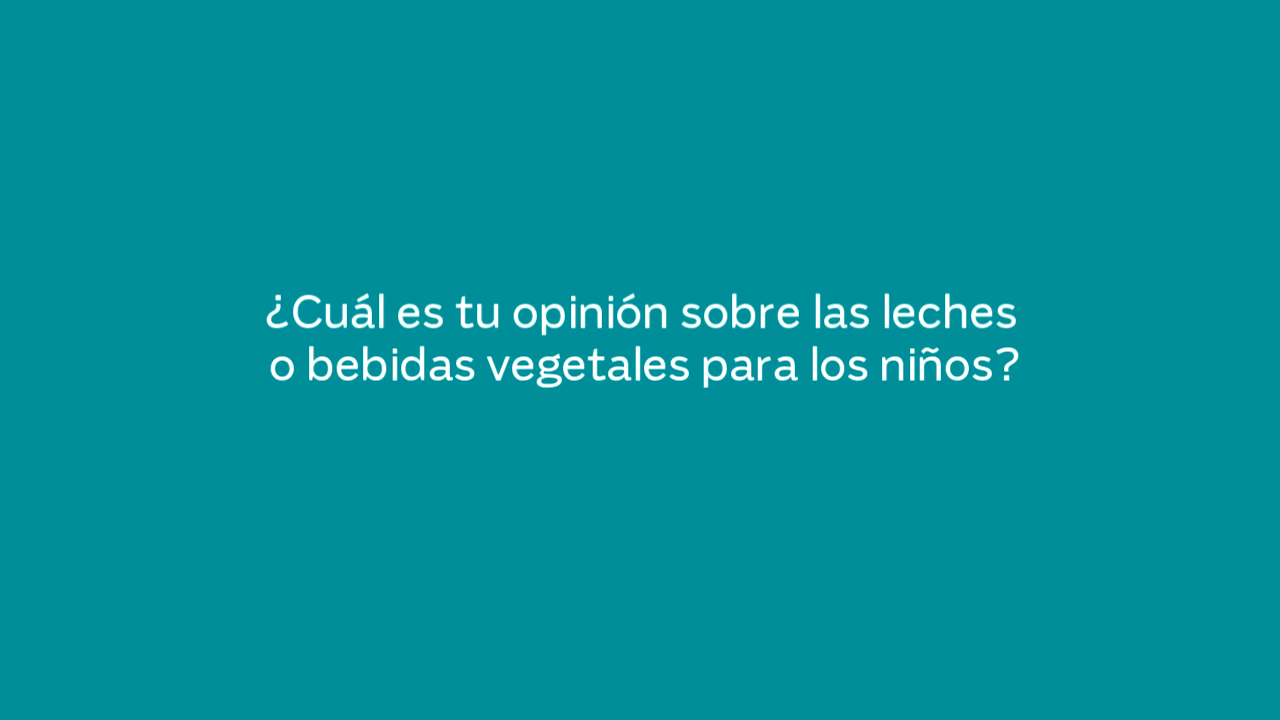 ¿Cuál es tu opinión sobre las leches
o bebidas vegetales para los niños?